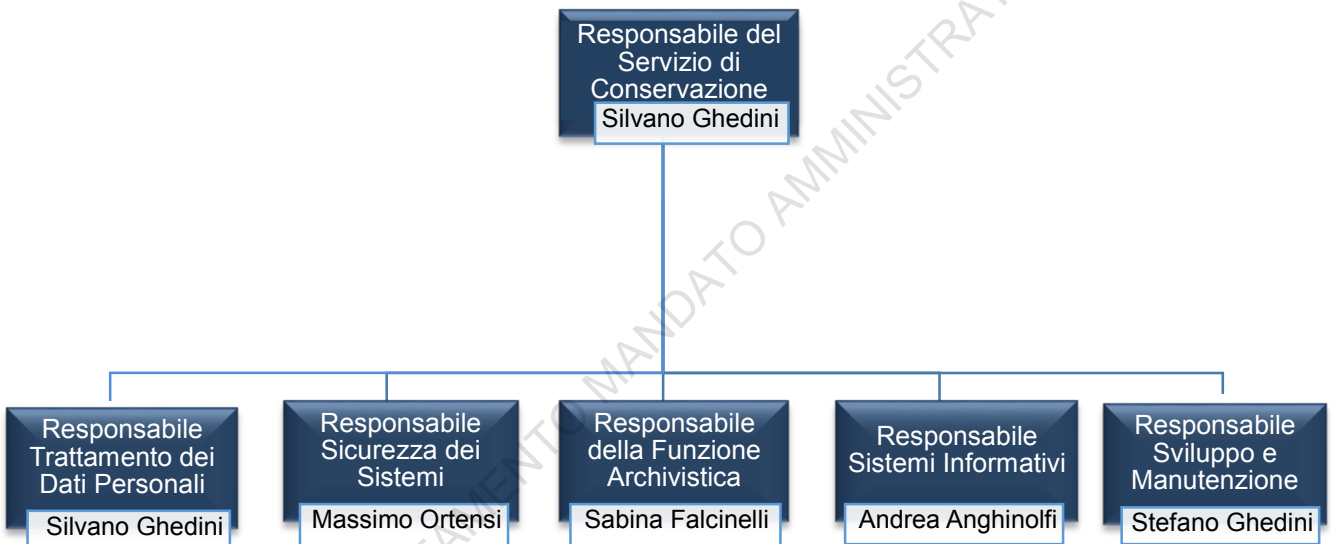 Responsabile del
Servizio di
Conservazione
Silvano Ghedini
Responsabile
Trattamento dei
Dati Personali
Silvano Ghedini
Responsabile
Sicurezza dei
Sistemi
Massimo Ortensi
Responsabile
della Funzione
Archivistica
Sabina Falcinelli
Responsabile
Sistemi Informativi
Andrea Anghinolfi
Responsabile
Sviluppo e
Manutenzione
Stefano Ghedini
MANDATO